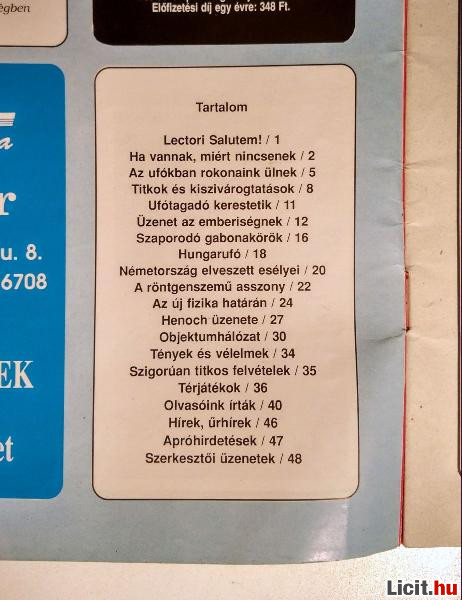 égben
Előfizetési díj egy évre: 348 Ft.
a
r
u. 8.
6708
EK
et
Tartalom
Lectori Salutem! / 1
Ha vannak, miért nincsenek / 2
Az ufókban rokonaink ülnek / 5
Titkok és kiszivárogtatások / 8
Ufótagadó kerestetik / 11
Üzenet az emberiségnek / 12
Szaporodó gabonakörök / 16
Hungarufó / 18
Németország elveszett esélyei / 20
A röntgenszemű asszony / 22
Az új fizika határán / 24
Henoch üzenete / 27
Objektumhálózat / 30
Tények és vélelmek / 34
Szigorúan titkos felvételek / 35
Térjátékok / 36
Olvasóink írták / 40
Hírek, űrhírek / 46
Apróhirdetések / 47
Szerkesztői üzenetek / 48
Licit.hu